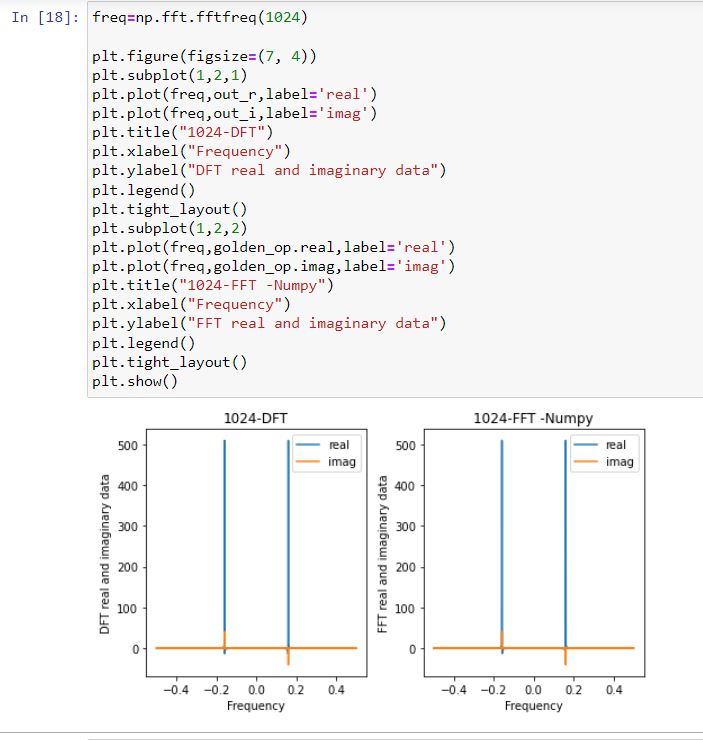 In [18]: freq=np.fft.fftfreq(1024)
plt.figure(figsize=(7, 4))
plt.subplot(1,2,1)
plt.plot(freq,out_r,label='real')
plt.plot(freq,out_i,label='imag')
plt.title("1024-DFT")
plt.xlabel("Frequency")
plt.ylabel("DFT real and imaginary data")
plt.legend()
plt.tight_layout()
plt.subplot(1,2,2)
plt.plot(freq,golden_op.real,label='real')
plt.plot(freq,golden_op.imag,label='imag')
plt.title("1024-FFT -Numpy")
plt.xlabel("Frequency")
plt.ylabel("FFT real and imaginary data")
plt.legend()
plt.tight_layout()
plt.show()
1024-DFT
DFT real and imaginary data
500
400
300
200
100
0
real
imag
−0.4 −0.2 0.0 0.2 0.4
Frequency
1024-FFT -Numpy
FFT real and imaginary data
500
400
300
200
100
0
real
imag
−0.4 −0.2 0.0 0.2 0.4
Frequency